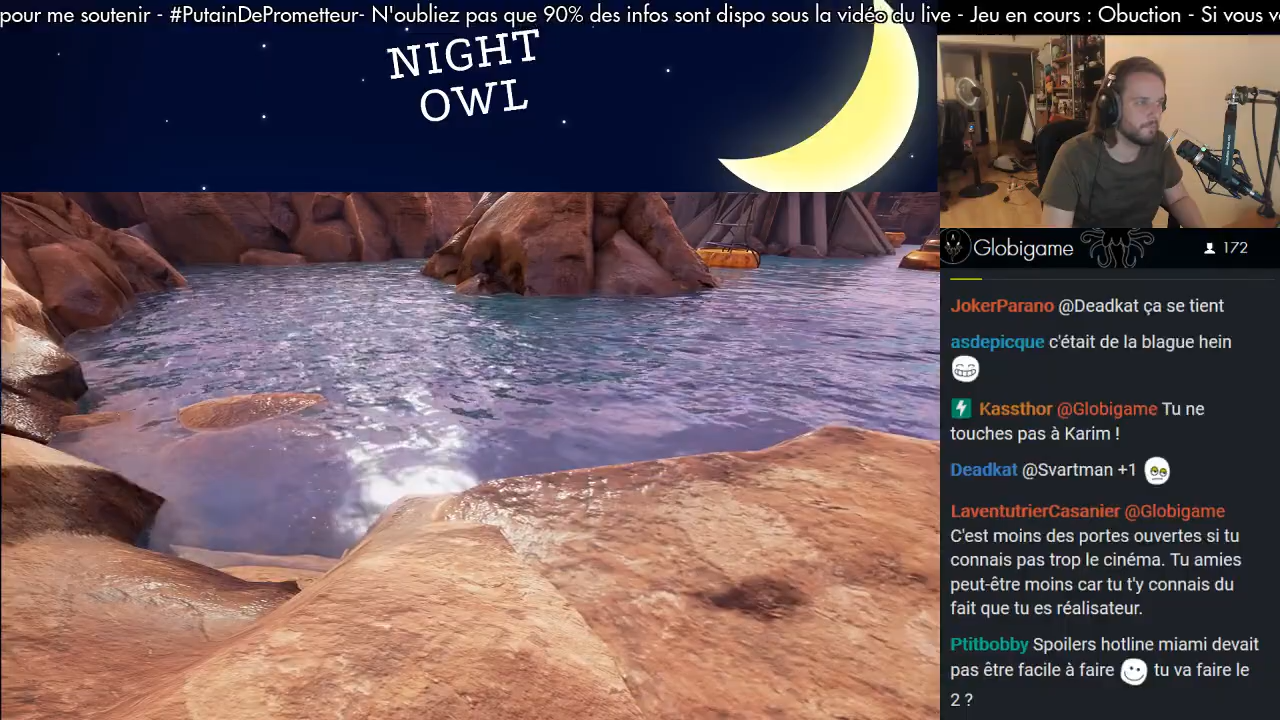 pour me soutenir - #PutainDePrometteur- N'oubliez pas que 90% des infos sont dispo sous la vidéo du live - Jeu en cours : Obuction - Si vous v
NIGHT
OWL
Globigame
172
JokerParano @Deadkat ça se tient
asdepicque c'était de la blague hein
Kassthor @Globigame Tu ne
touches pas à Karim !
Deadkat @Svartman +1
LaventutrierCasanier @Globigame
C'est moins des portes ouvertes si tu
connais pas trop le cinéma. Tu amies
peut-être moins car tu t'y connais du
fait que tu es réalisateur.
Ptitbobby Spoilers hotline miami devait
pas être facile à faire tu va faire le
2 ?